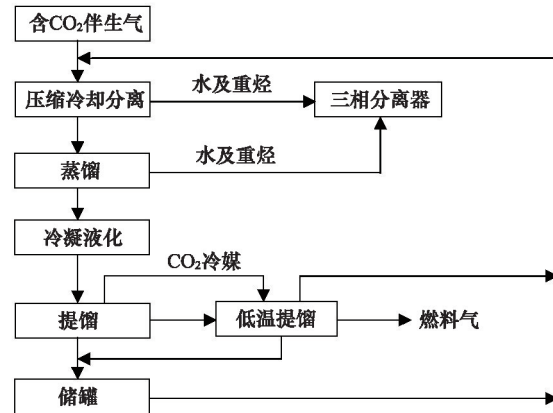 含CO₂伴生气
压缩冷却分离
水及重烃
三相分离器
蒸馏
水及重烃
冷凝液化
CO₂冷媒
提馏
低温提馏
燃料气
储罐